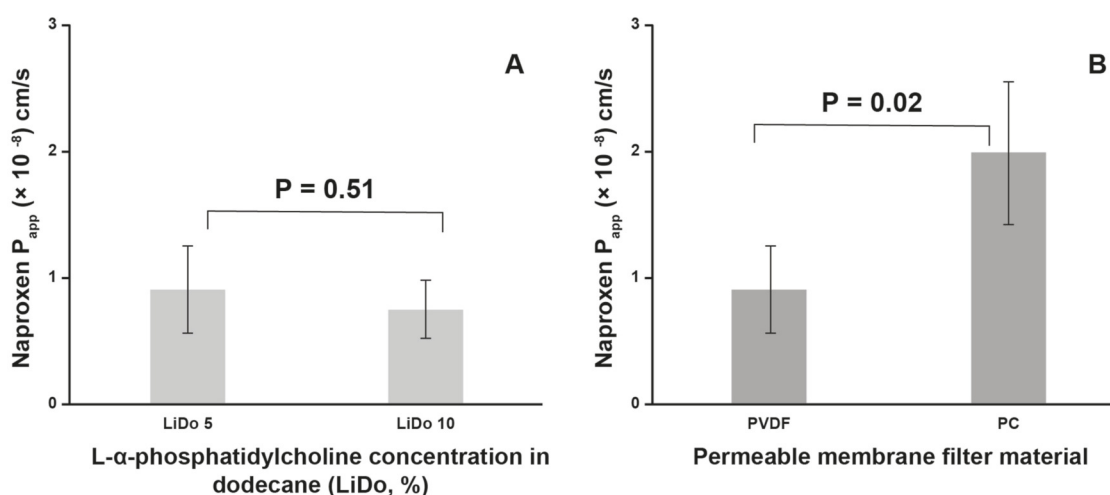 A
Naproxen Papp (× 10 -8) cm/s
3
2
1
0
P = 0.51
LiDo 5
LiDo 10
L-α-phosphatidylcholine concentration in
dodecane (LiDo, %)
B
Naproxen Papp (× 10 -8) cm/s
3
2
1
0
P = 0.02
PVDF
PC
Permeable membrane filter material